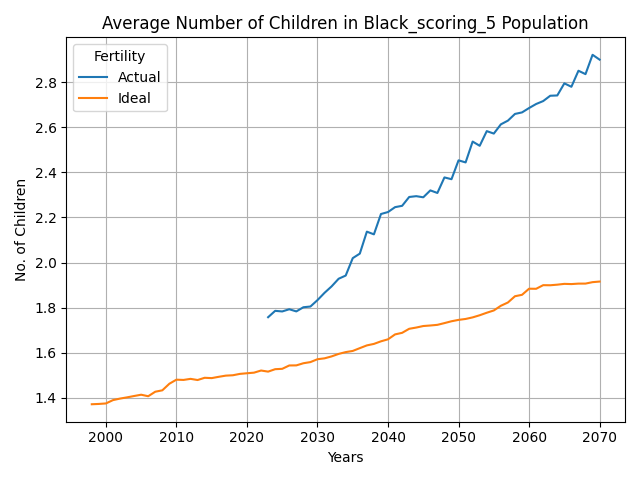 Average Number of Children in Black_scoring_5 Population
Fertility
Actual
Ideal
No. of Children
2.8
2.6
2.4
2.2
2.0
1.8
1.6
1.4
2000 2010 2020 2030 2040 2050 2060 2070
Years